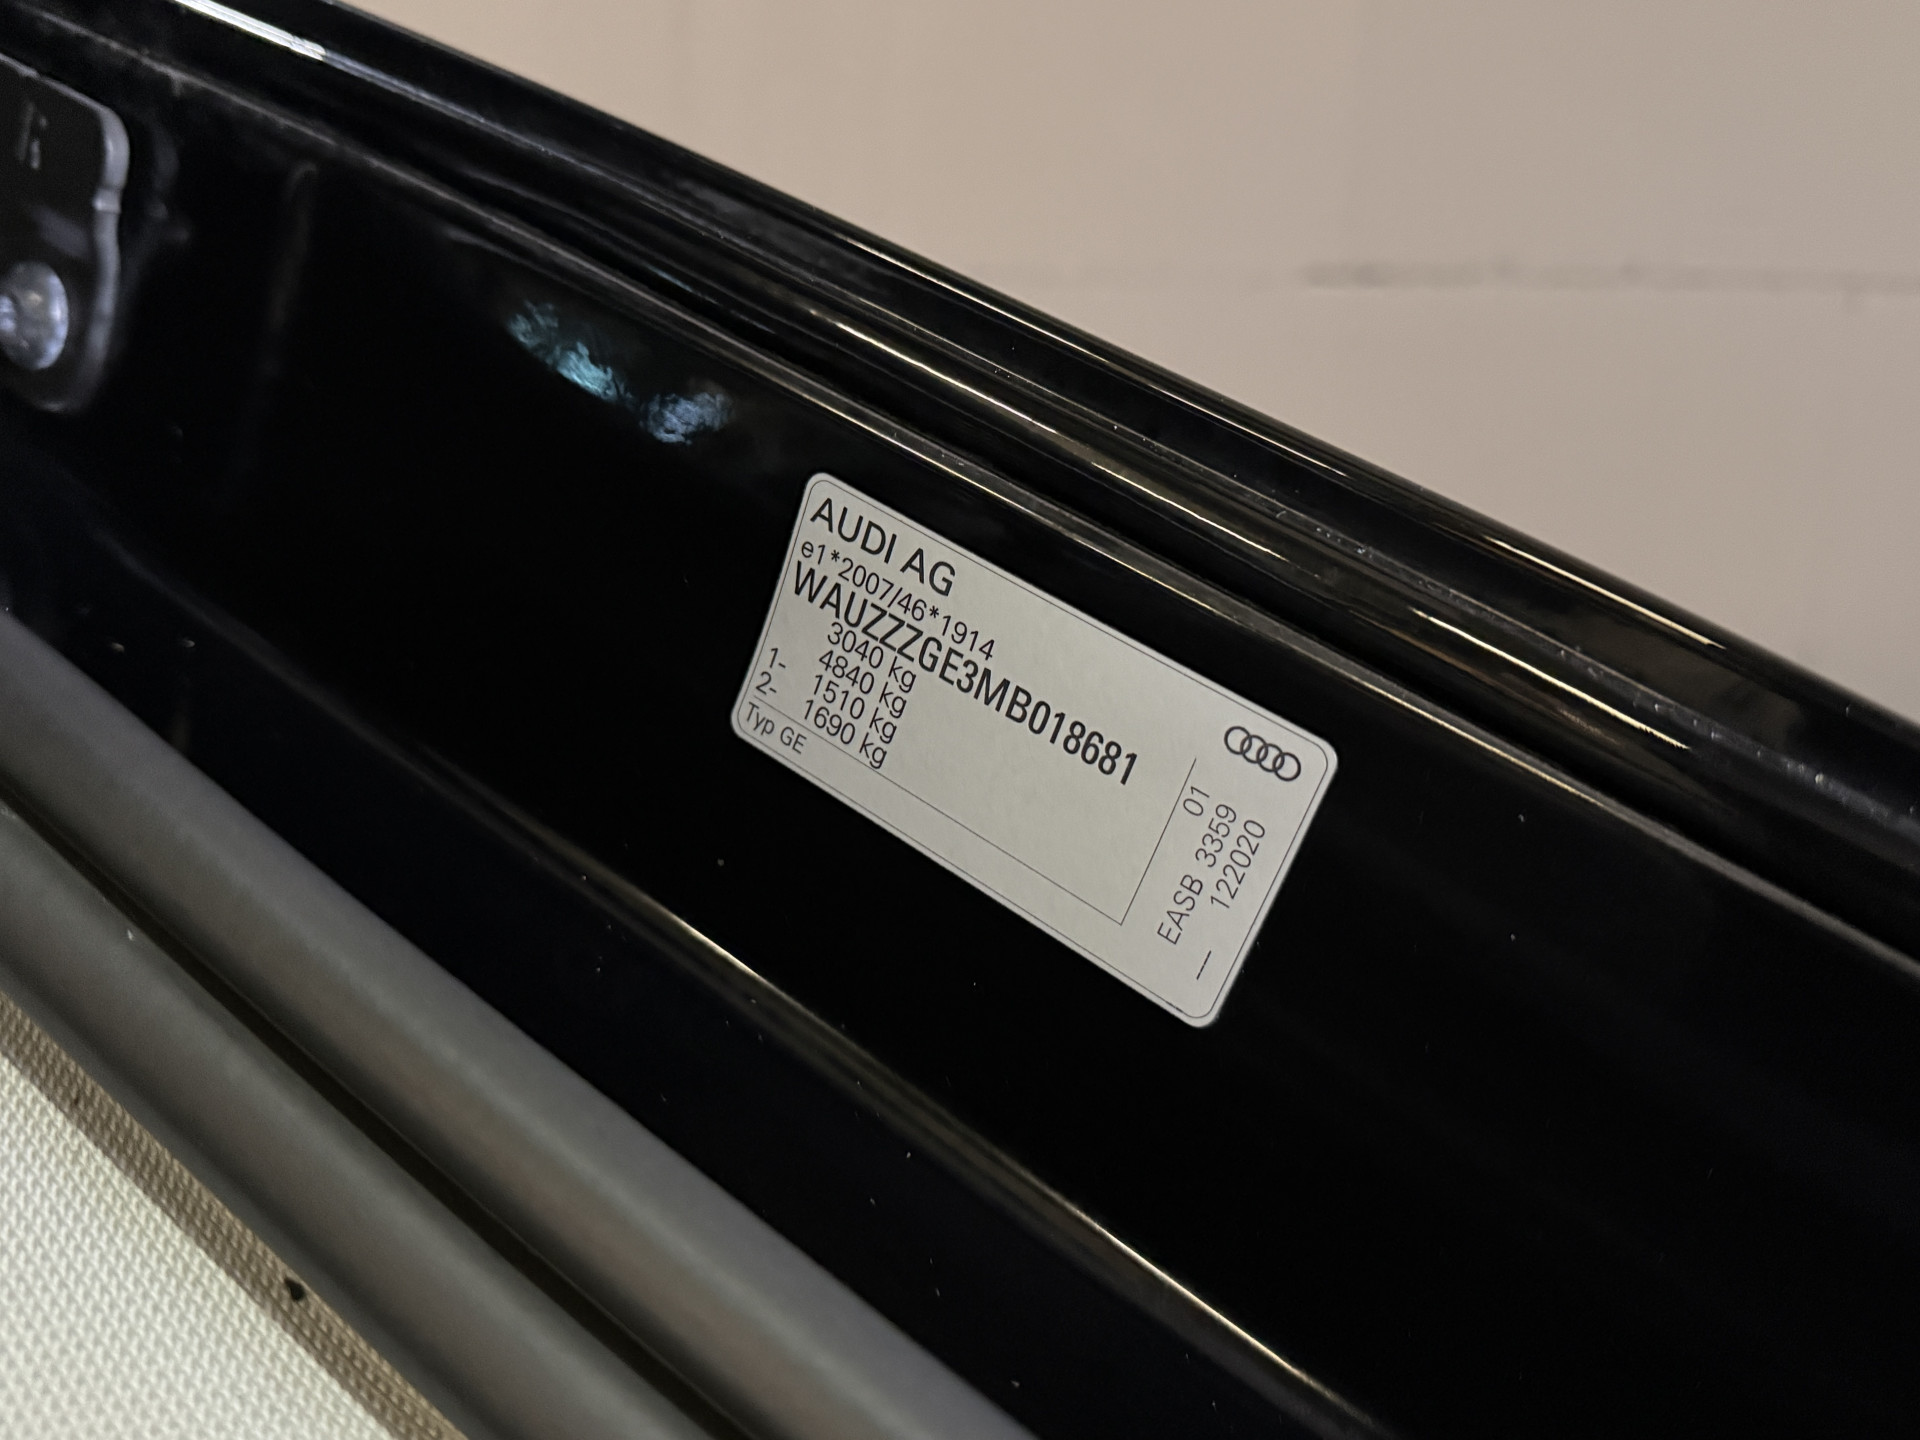 AUDI AG
e1*2007/46*1914
WAUZZZGE3MB018681
3040 kg
4840 kg
1- 1510 kg
2- 1690 kg
Typ GE
01
EASB 3359
122020